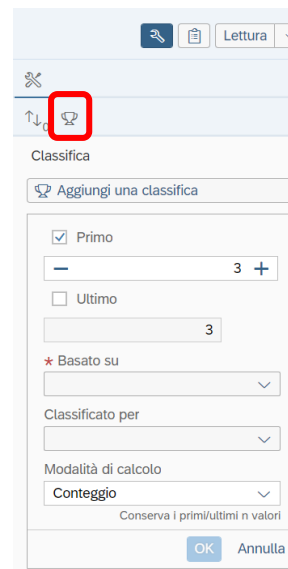 Lettura
0
Classifica
Aggiungi una classifica
Primo
3
Ultimo
3
* Basato su
Classificato per
Modalità di calcolo
Conteggio
Conserva i primi/ultimi n valori
OK Annulla